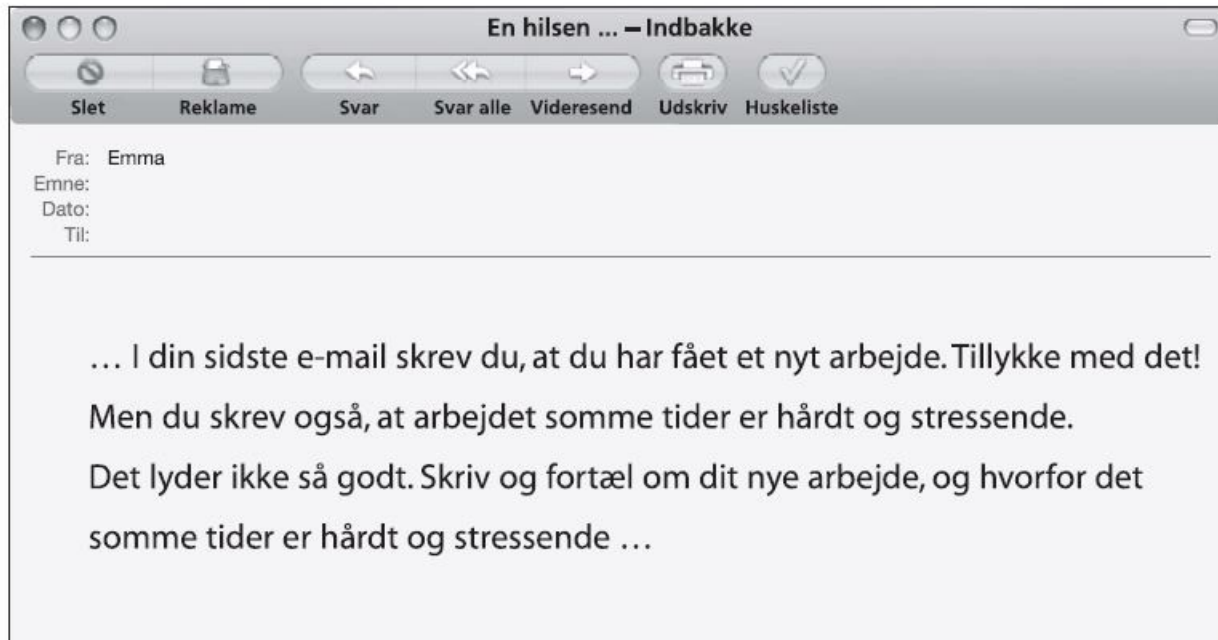 En hilsen ... – Indbakke
Slet Reklame Svar Svar alle Videresend Udskriv Huskeliste
Fra: Emma
Emne:
Dato:
Til:
… I din sidste e-mail skrev du, at du har fået et nyt arbejde. Tillykke med det!
Men du skrev også, at arbejdet somme tider er hårdt og stressende.
Det lyder ikke så godt. Skriv og fortæl om dit nye arbejde, og hvorfor det
somme tider er hårdt og stressende …